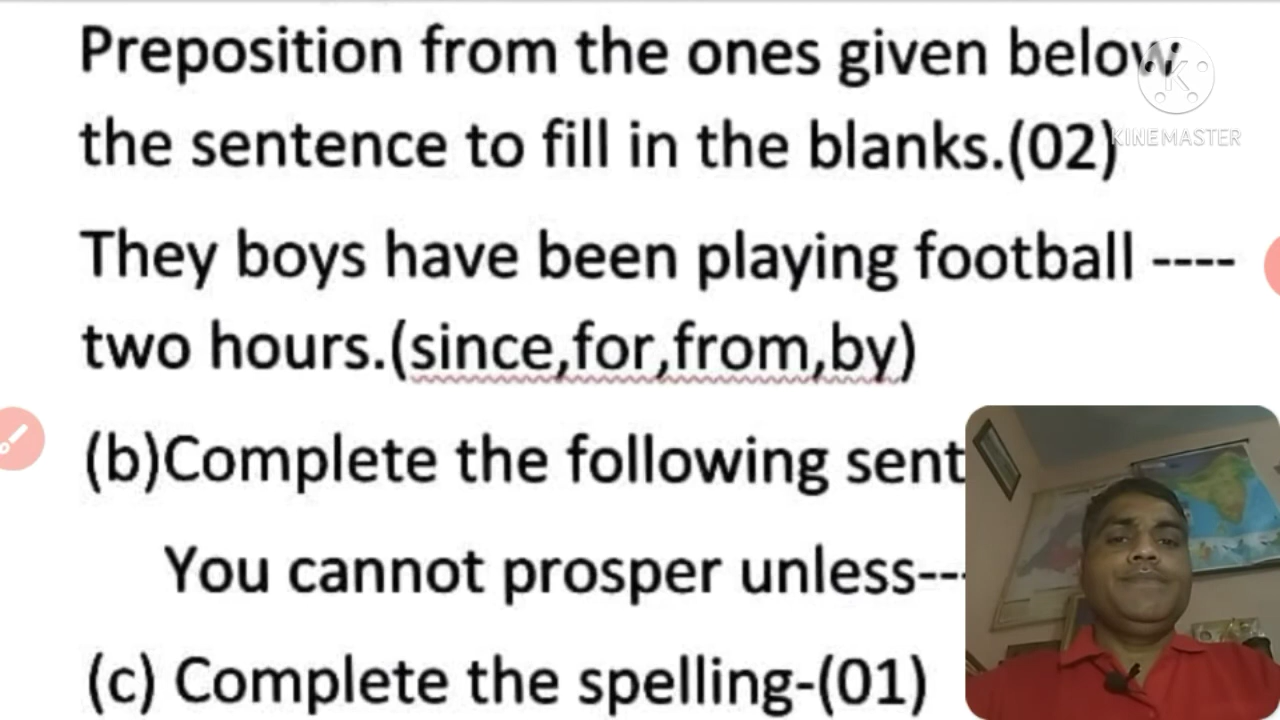 Preposition from the ones given below
KINEMASTER
the sentence to fill in the blanks.(02)
They boys have been playing football ----
two hours.(since,for,from,by)
(b)Complete the following sent
You cannot prosper unless---
(c) Complete the spelling-(01)